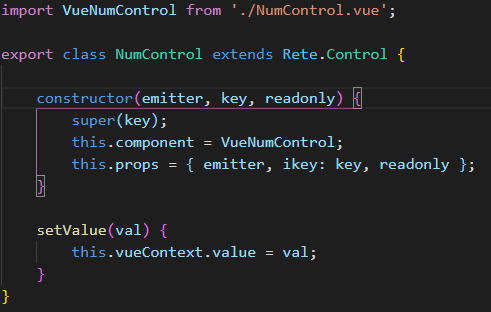 import VueNumControl from './NumControl.vue';
export class NumControl extends Rete.Control {
constructor(emitter, key, readonly) {
super(key);
this.component = VueNumControl;
this.props = { emitter, ikey: key, readonly };
}
setValue(val) {
this.vueContext.value = val;
}
}